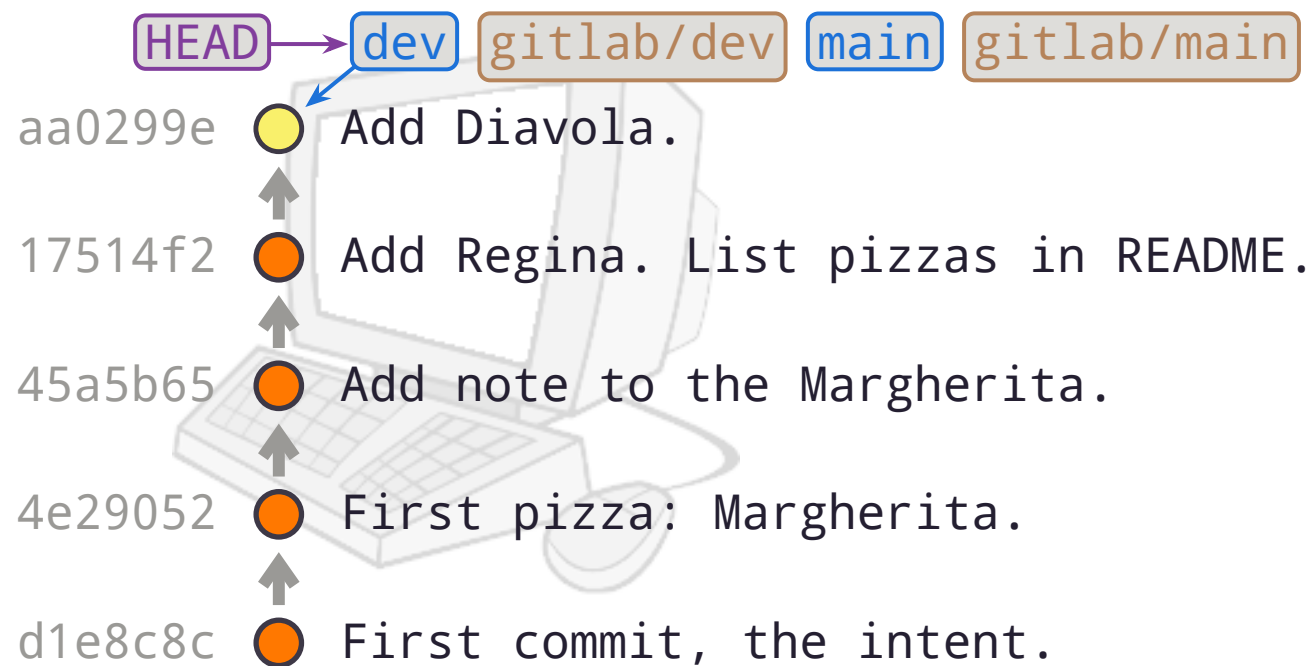 HEAD dev gitlab/dev main gitlab/main
aa0299e Add Diavola.
17514f2 Add Regina. List pizzas in README.
45a5b65 Add note to the Margherita.
4e29052 First pizza: Margherita.
d1e8c8c First commit, the intent.